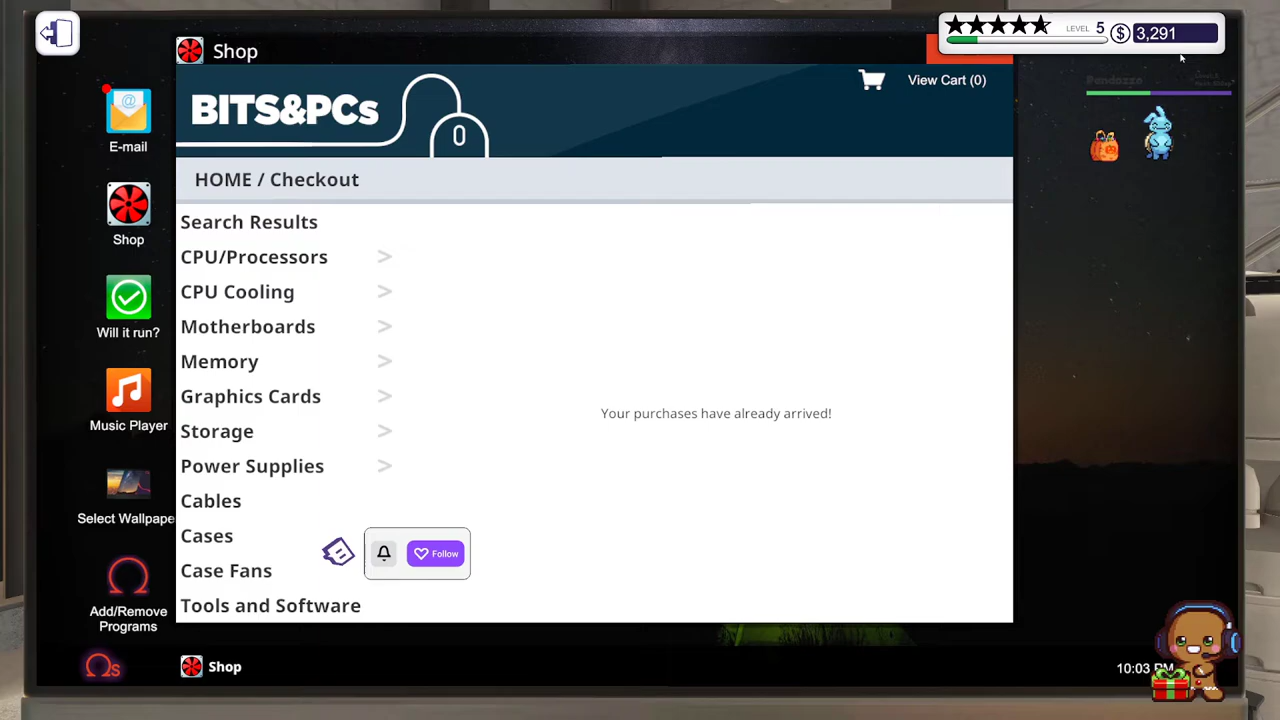 Shop
LEVEL 5 $ 3,291
View Cart (0)
BITS&PCs
HOME / Checkout
E-mail
Shop
Will it run?
Music Player
Select Wallpape
Add/Remove
Programs
Search Results
CPU/Processors >
CPU Cooling >
Motherboards >
Memory >
Graphics Cards >
Storage >
Power Supplies >
Cables
Cases
Case Fans
Tools and Software
Your purchases have already arrived!
Follow
Ωs
Shop
10:03 PM